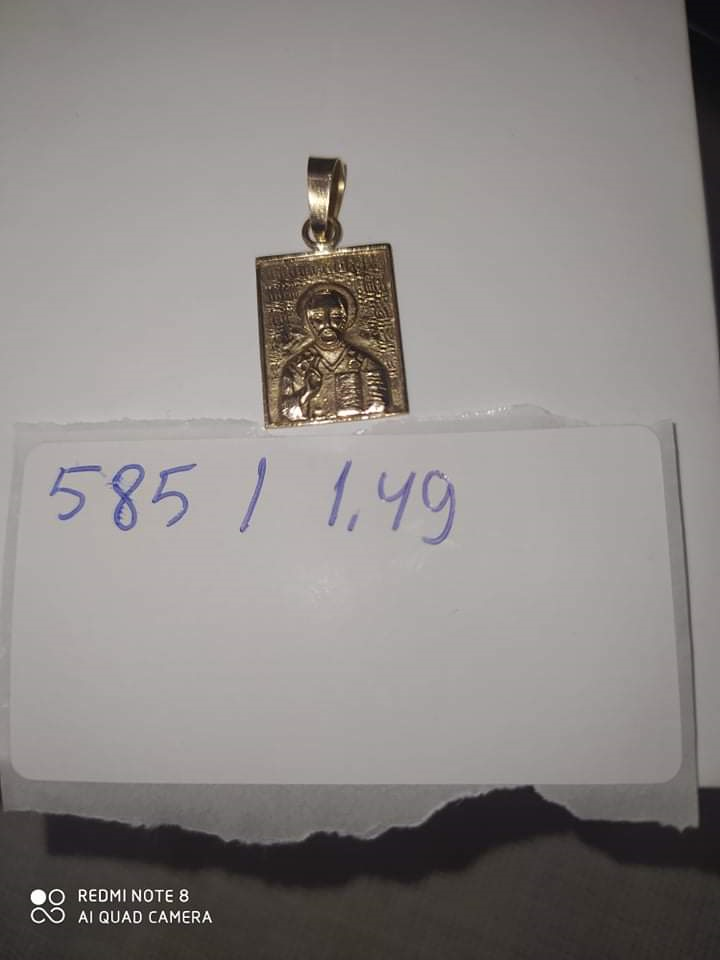 585 / 1,49
REDMI NOTE 8
AI QUAD CAMERA